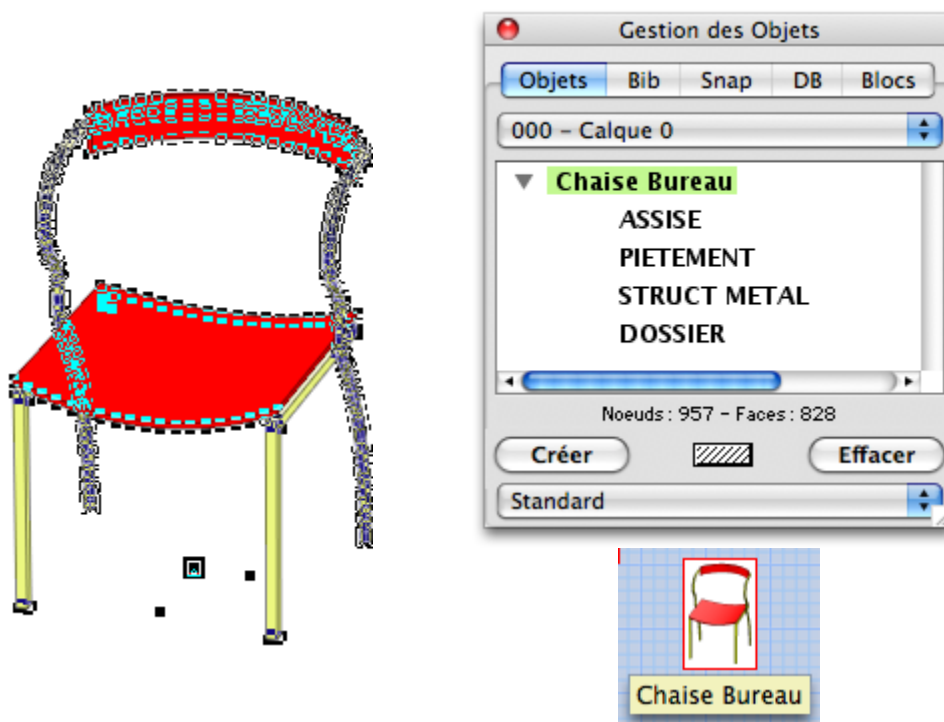 Gestion des Objets
Objets Bib Snap DB Blocs
000 – Calque 0
Chaise Bureau
ASSISE
PIETEMENT
STRUCT METAL
DOSSIER
Noeuds : 957 – Faces : 828
Créer Effacer
Standard
Chaise Bureau